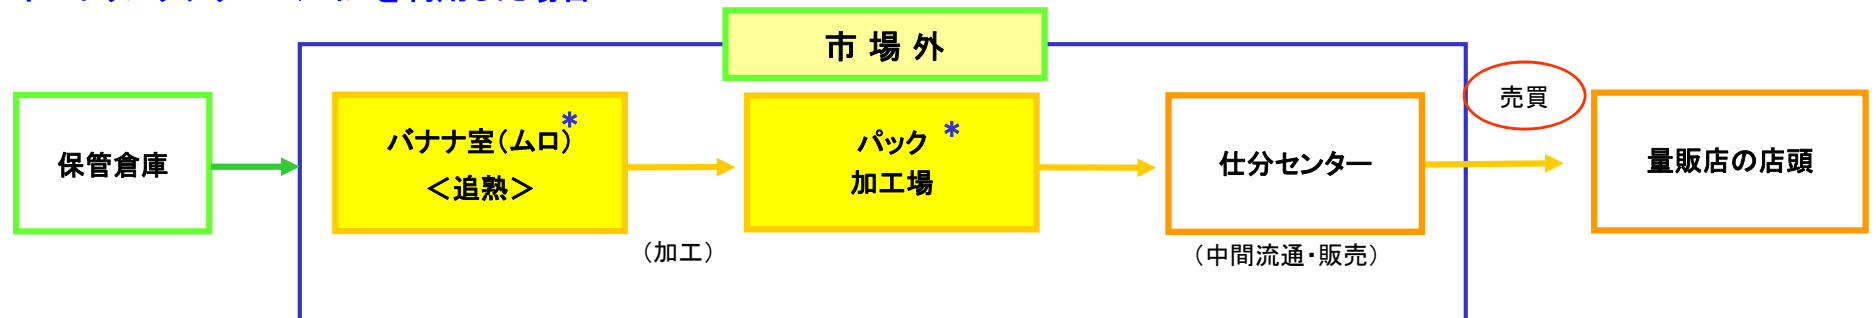 市 場 外
売買
保管倉庫
バナナ室(ムロ)*
<追熟>
パック *
加工場
仕分センター
量販店の店頭
(加工)
(中間流通・販売)